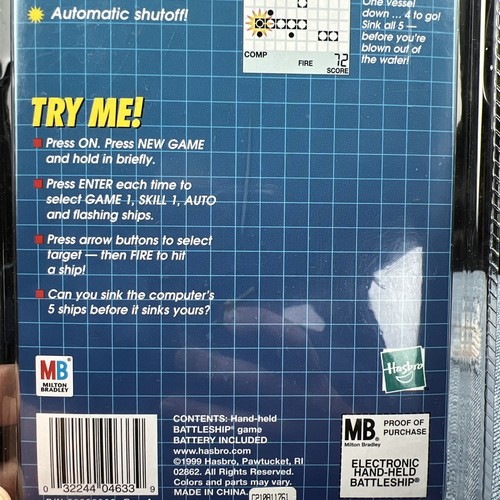 Automatic shutoff!
One vessel
down ... 4 to go!
Sink all 5 —
before you're
blown out of
the water!
COMP
FIRE
72
SCORE
TRY ME!
Press ON. Press NEW GAME
and hold in briefly.
Press ENTER each time to
select GAME 1, SKILL 1, AUTO
and flashing ships.
Press arrow buttons to select
target — then FIRE to hit
a ship!
Can you sink the computer's
5 ships before it sinks yours?
MB
MILTON
BRADLEY
Hasbro
0 32244 04633 9
CONTENTS: Hand-held
BATTLESHIP® game
BATTERY INCLUDED
www.hasbro.com
©1999 Hasbro, Pawtucket, RI
02862. All Rights Reserved.
Colors and parts may vary.
MADE IN CHINA.
MB
Milton
Bradley®
PROOF OF
PURCHASE
ELECTRONIC
HAND-HELD
BATTLESHIP®